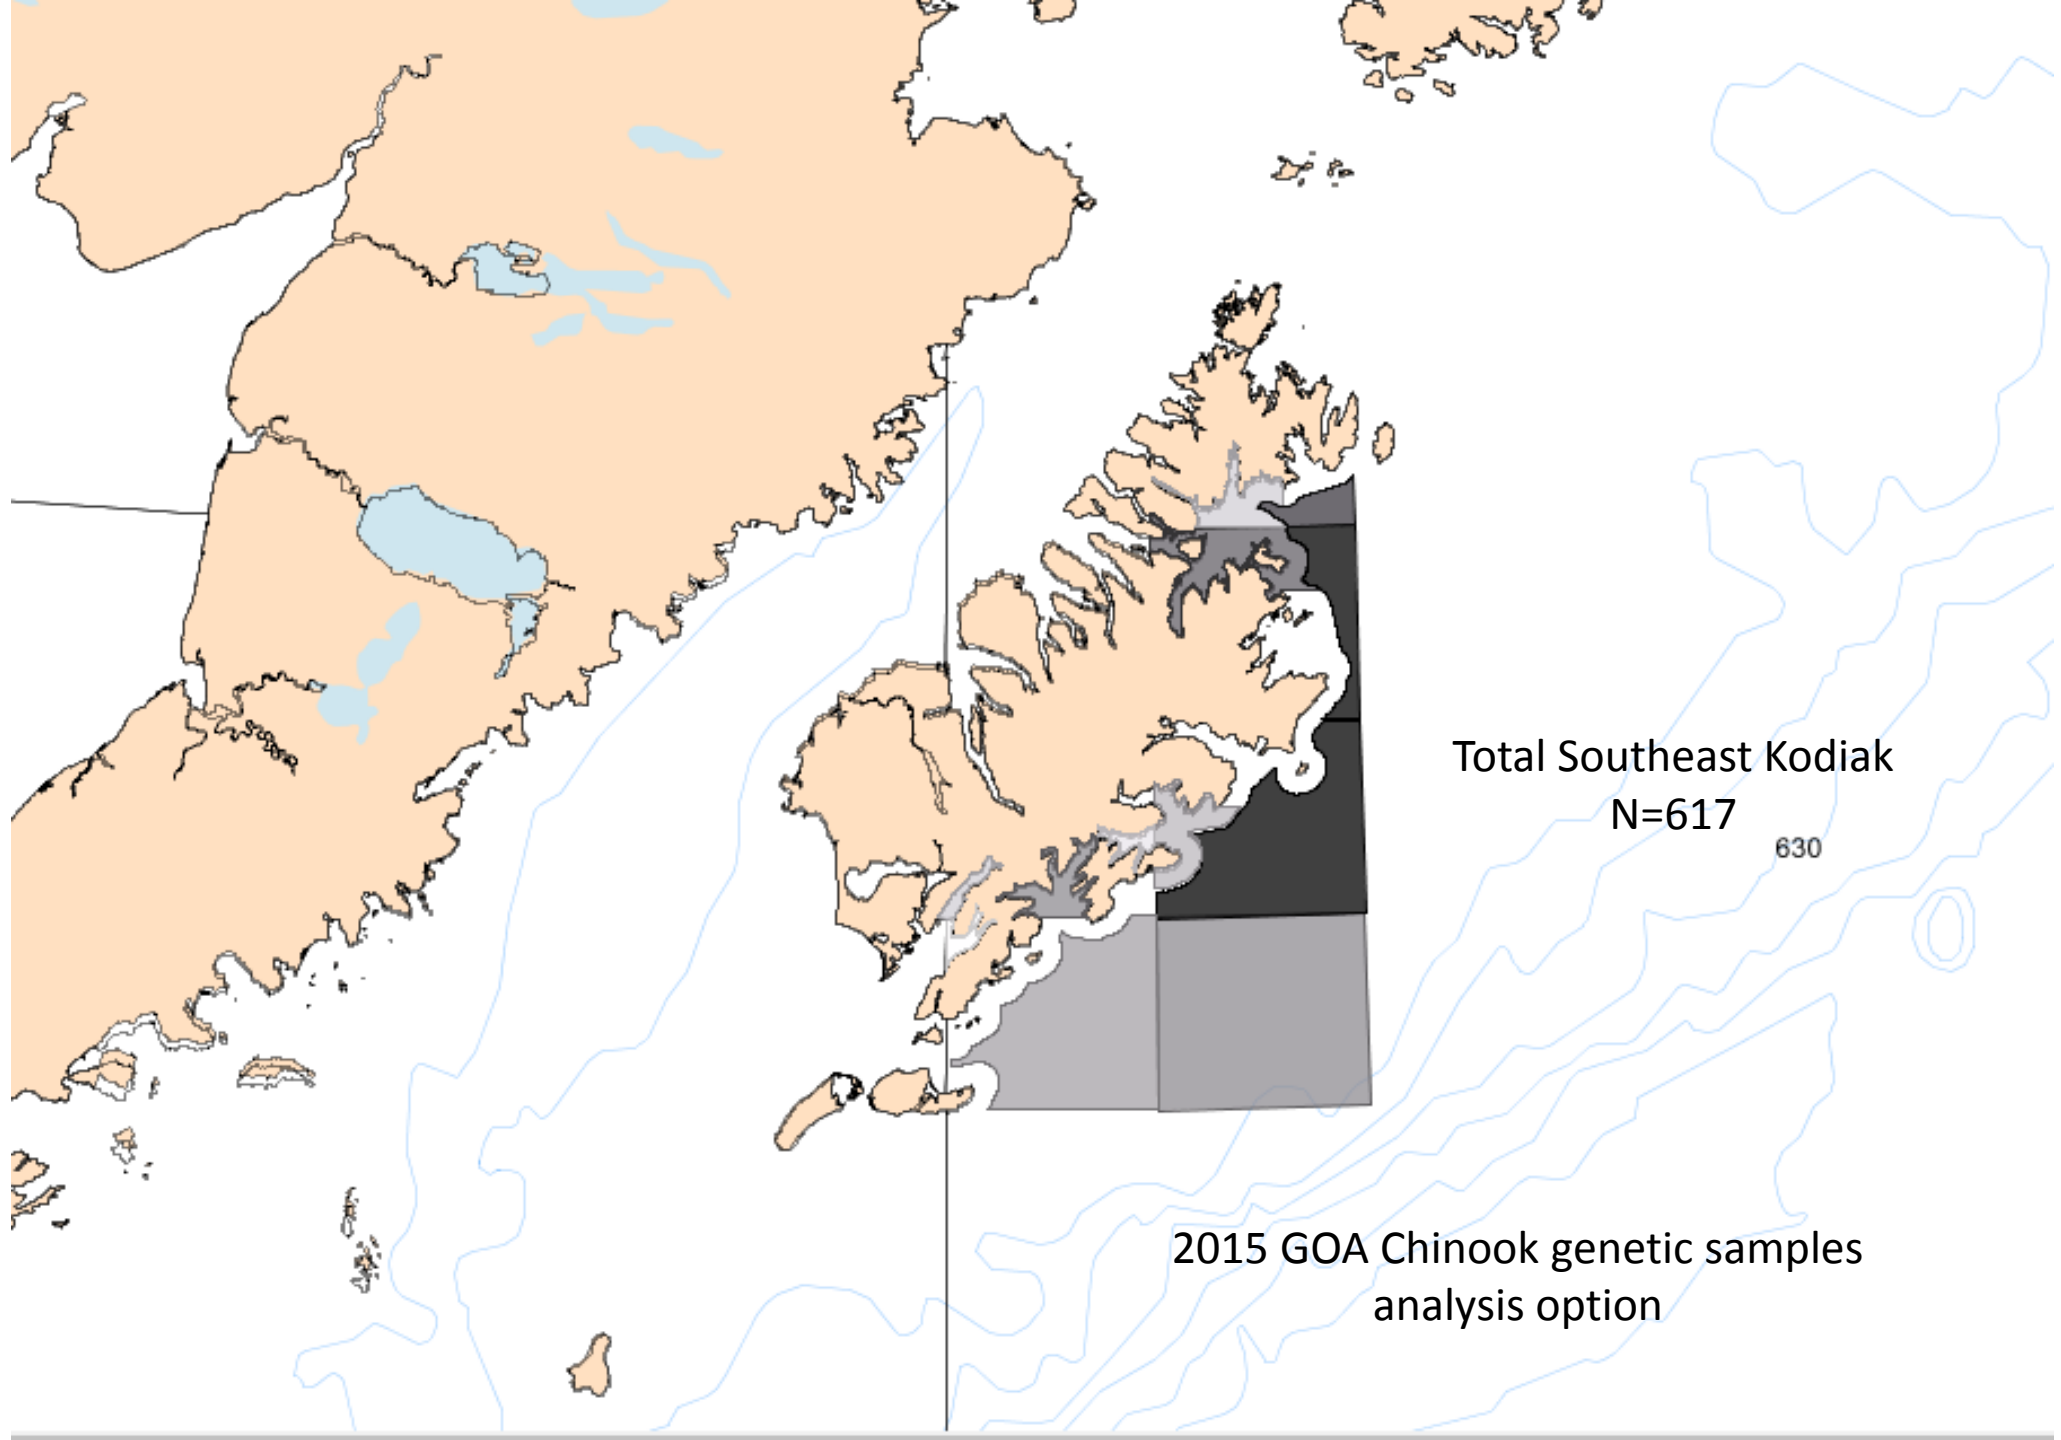 Total Southeast Kodiak
N=617
630
2015 GOA Chinook genetic samples
analysis option